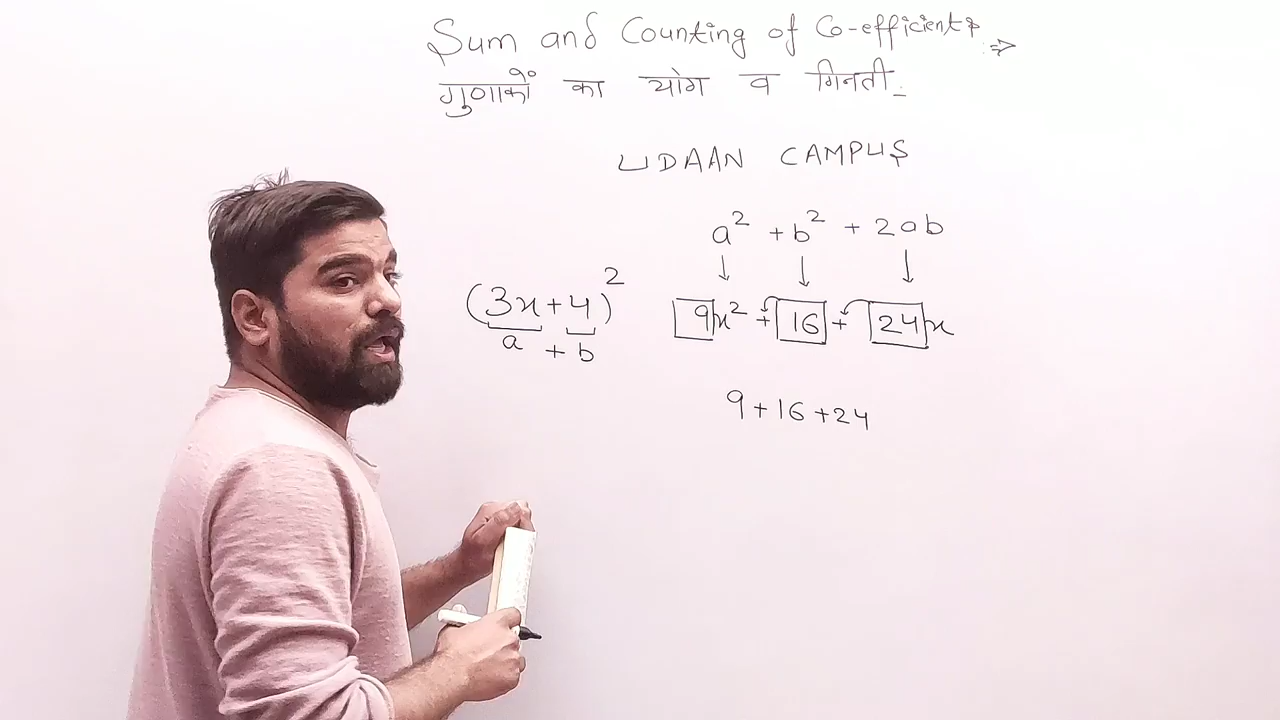 Sum and Counting of Co-efficients :⇒
गुणाकों का योग व गिनती.
UDAAN CAMPUS
a² + b² + 2ab
↓ ↓ ↓
(3x+4)² 9x² + 16 + 24x
a + b
9+16+24